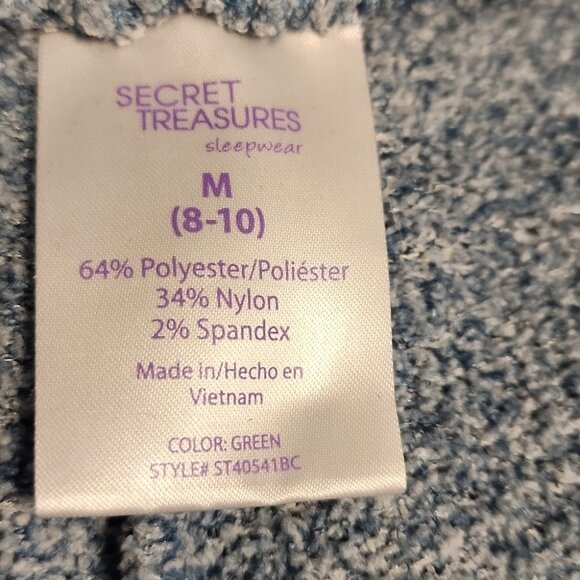 SECRET
TREASURES
sleepwear
M
(8-10)
64% Polyester/Poliéster
34% Nylon
2% Spandex
Made in/Hecho en
Vietnam
COLOR: GREEN
STYLE# ST40541BC